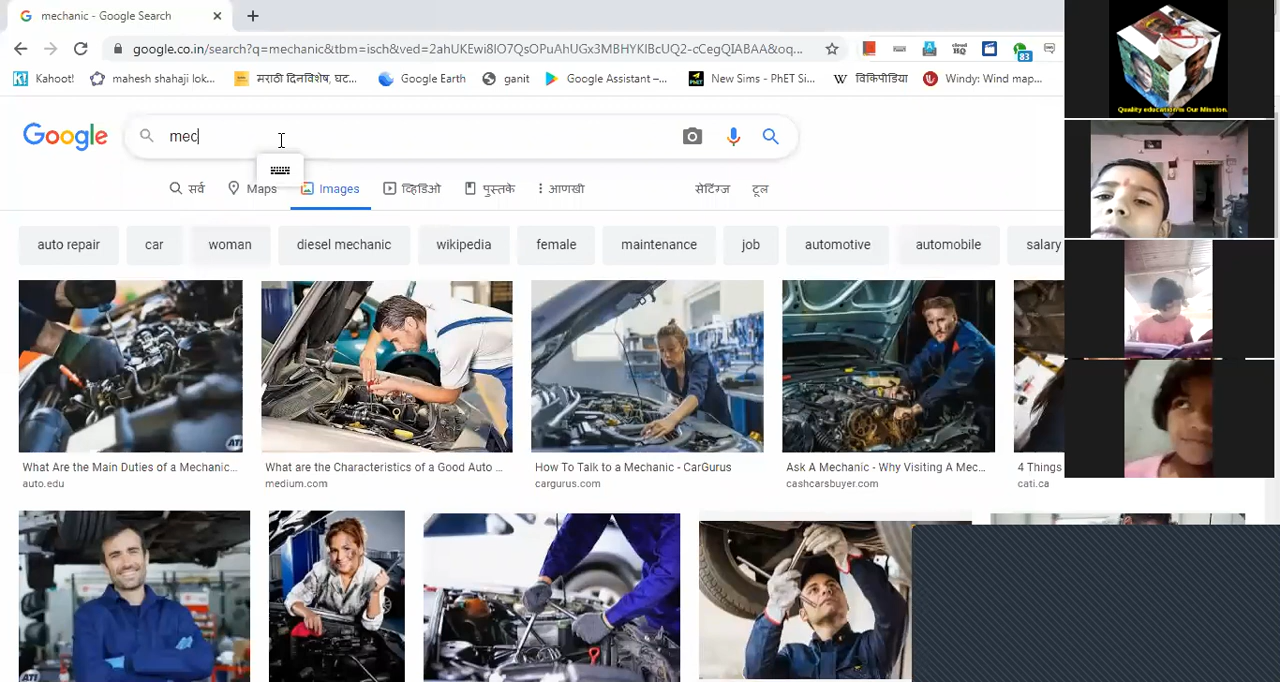 mechanic - Google Search
google.co.in/search?q=mechanic&tbm=isch&ved=2ahUKEwi8lO7QsOPuAhUGx3MBHYKlBcUQ2-cCegQIABAA&oq...
83
Kahoot!
mahesh shahaji lok...
मराठी दिनविशेष, घट...
Google Earth
ganit
Google Assistant –...
New Sims - PhET Si...
विकिपीडिया
Windy: Wind map...
Quality education is Our Mission.
Google
mec
सर्व
Maps
Images
व्हिडिओ
पुस्तके
आणखी
सेटिंग्ज
टूल
auto repair
car
woman
diesel mechanic
wikipedia
female
maintenance
job
automotive
automobile
salary
ATI
What Are the Main Duties of a Mechanic...
auto.edu
What are the Characteristics of a Good Auto ...
medium.com
How To Talk to a Mechanic - CarGurus
cargurus.com
Ask A Mechanic - Why Visiting A Mec...
cashcarsbuyer.com
4 Things
cati.ca
ATI